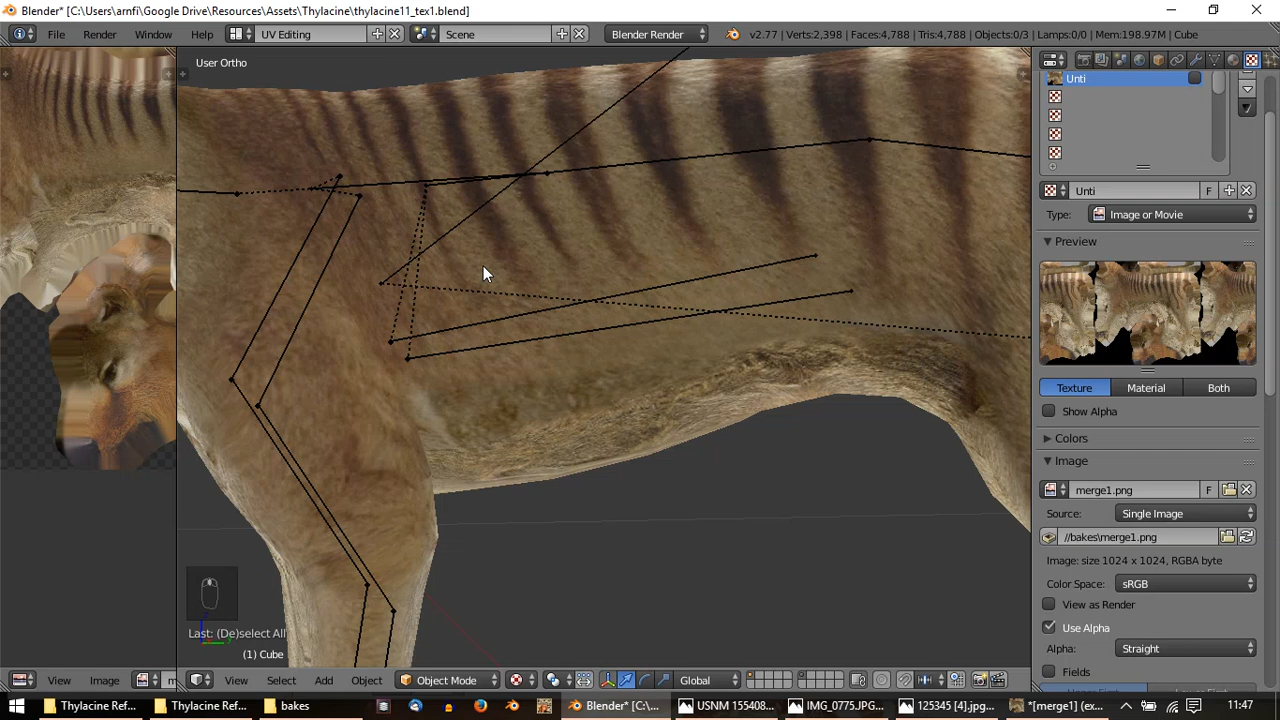 Blender* [C:\Users\arnfi\Google Drive\Resources\Assets\Thylacine\thylacine11_tex1.blend]
File Render Window Help UV Editing Scene Blender Render v2.77 | Verts:2,398 | Faces:4,788 | Tris:4,788 | Objects:0/3 | Lamps:0/0 | Mem:198.97M | Cube
User Ortho
Unti
Unti F
Type: Image or Movie
Preview
Texture Material Both
Show Alpha
Colors
Image
merge1.png F
Source: Single Image
//bakes\merge1.png
Image: size 1024 x 1024, RGBA byte
Color Space: sRGB
View as Render
Use Alpha
Alpha: Straight
Fields
Last: (De)select All
(1) Cube
View Image m View Select Add Object Object Mode Global
Thylacine Ref... Thylacine Ref... bakes Blender* [C:\... USNM 155408... IMG_0775.JPG... 125345 [4].jpg... *[merge1] (ex... 11:47